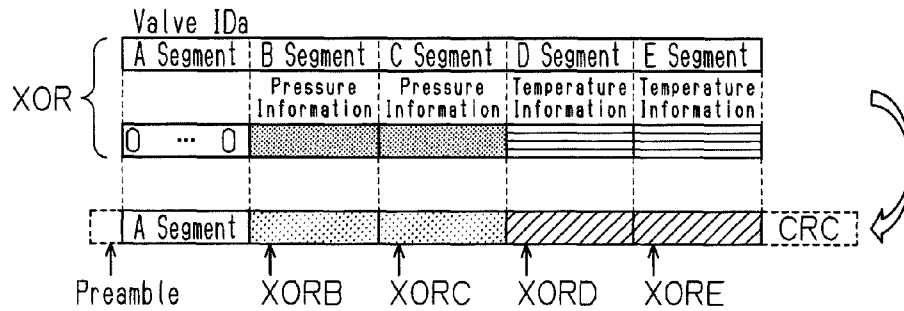 Valve IDa
A Segment B Segment C Segment D Segment E Segment
XOR
Pressure Information Pressure Information Temperature Information Temperature Information
0 ... 0
A Segment CRC
Preamble XORB XORC XORD XORE